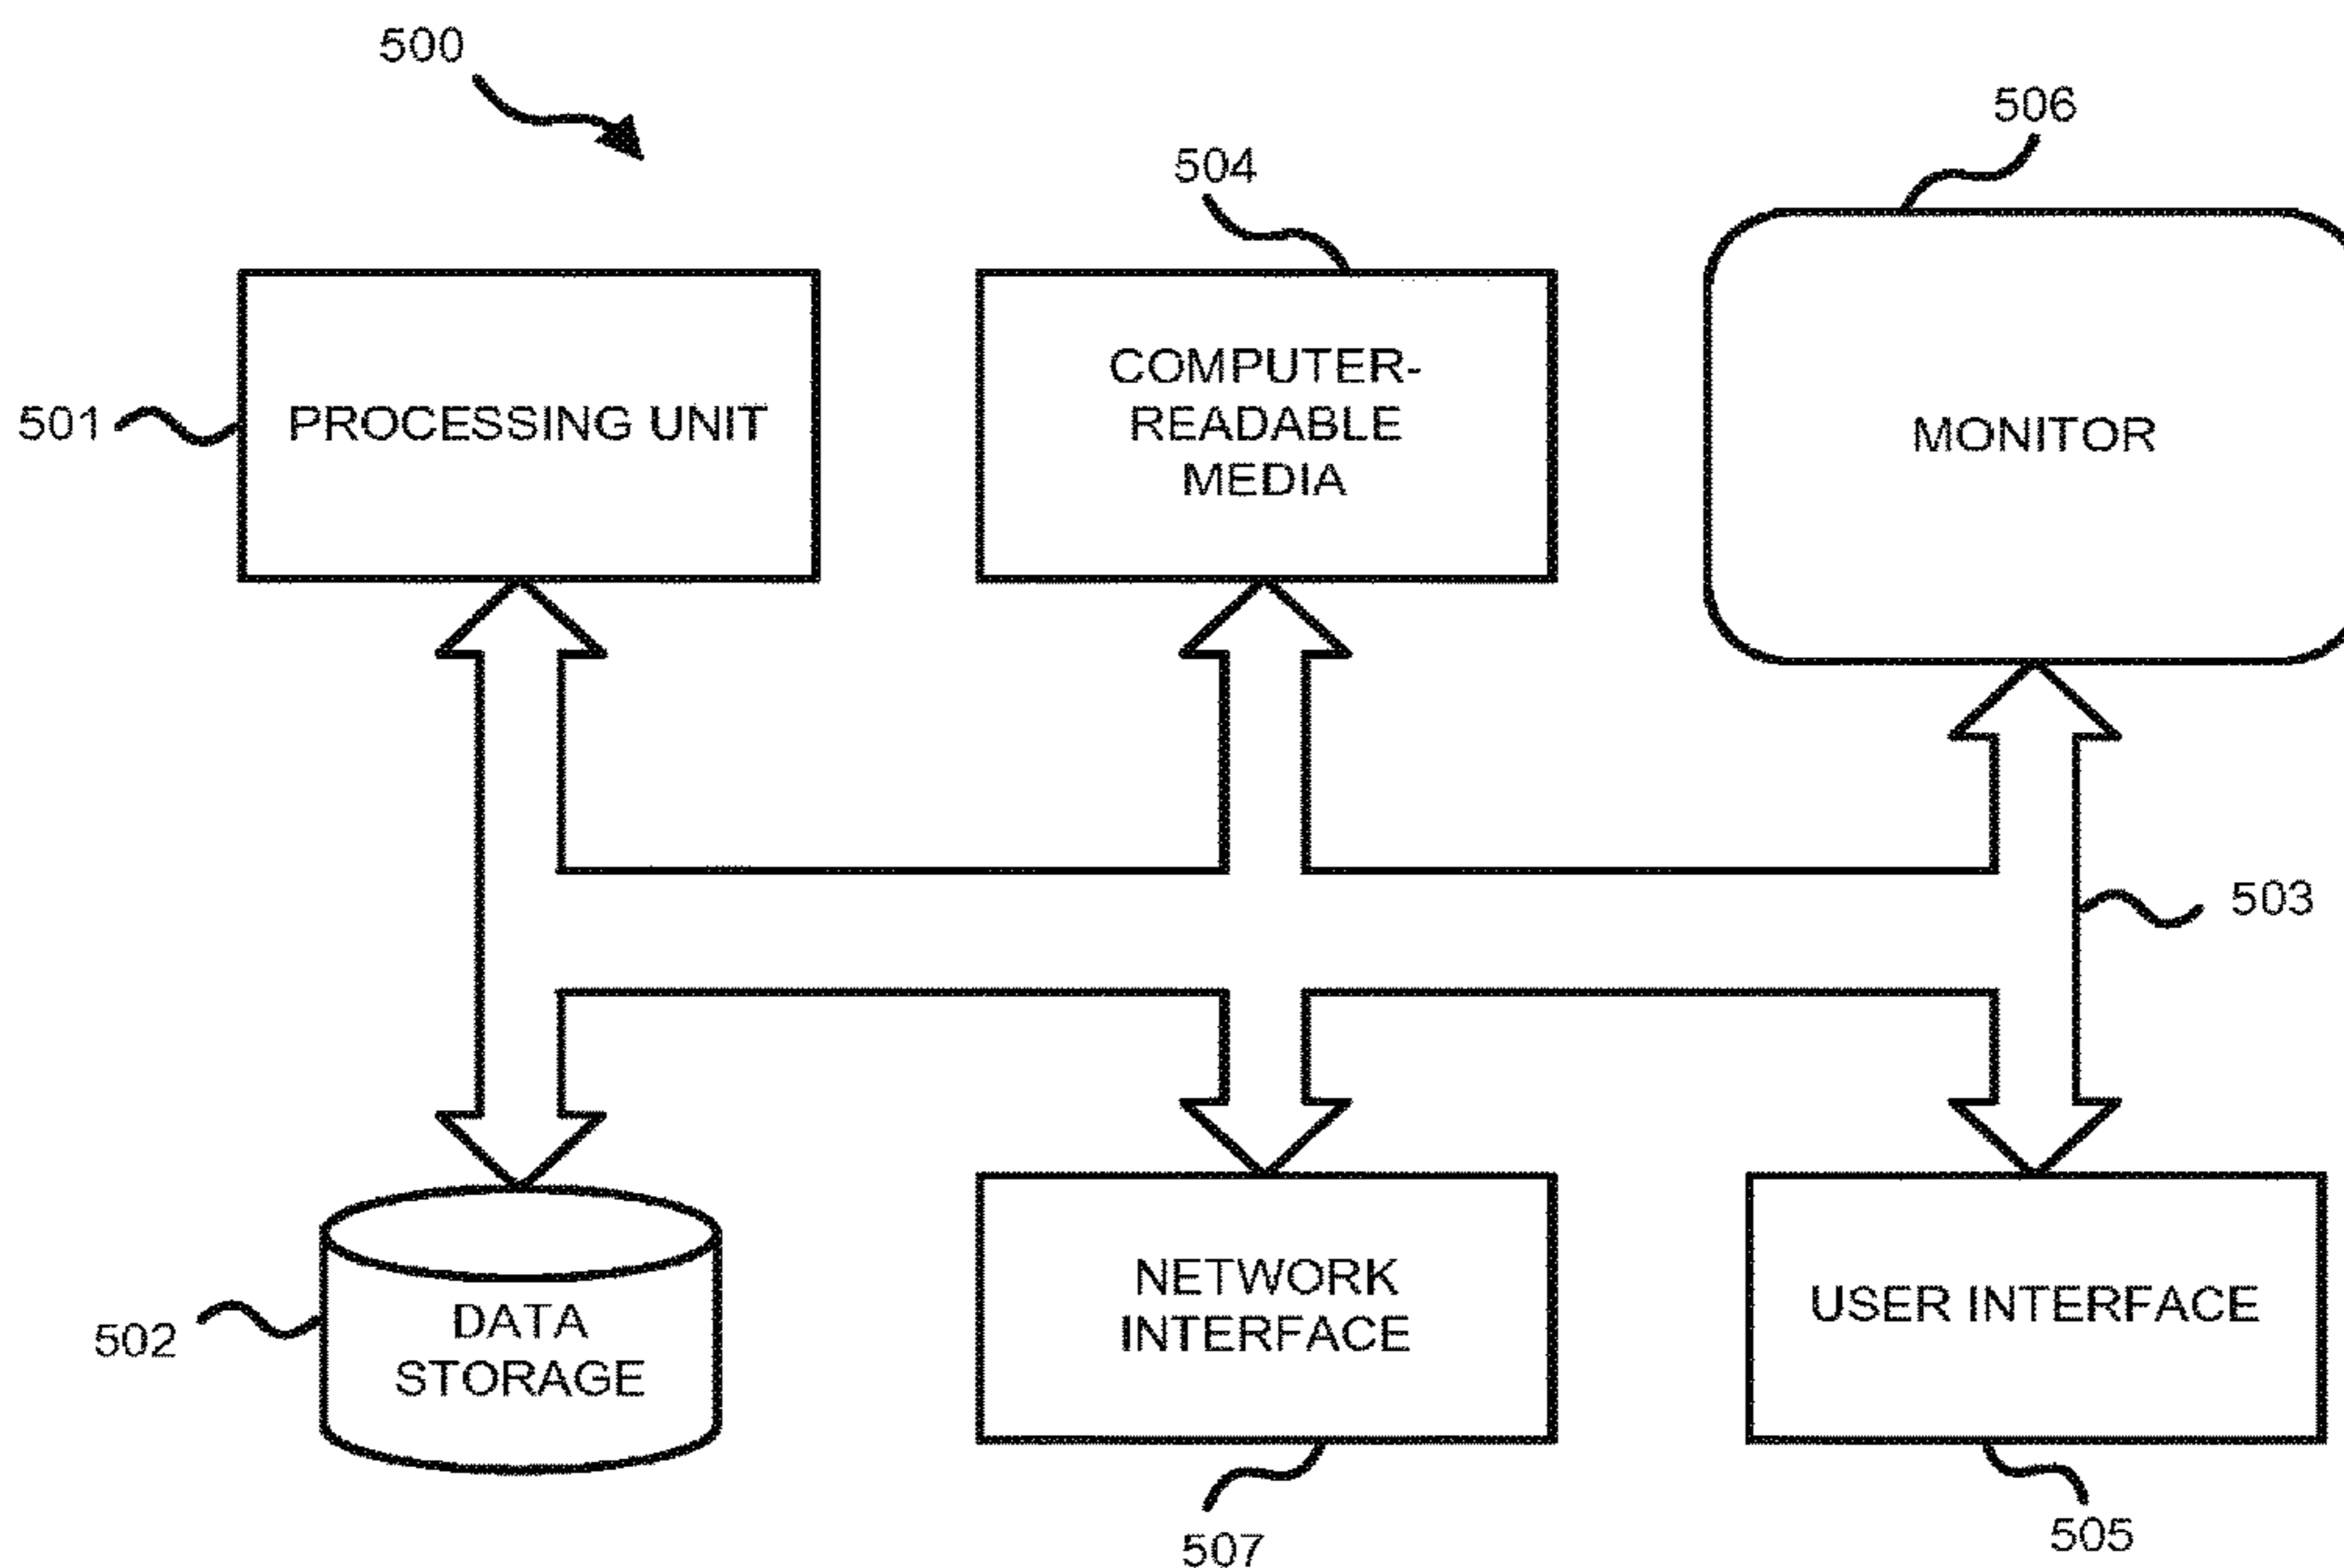 500
506
504
COMPUTER-
READABLE
MEDIA
501
PROCESSING UNIT
MONITOR
503
502
DATA
STORAGE
NETWORK
INTERFACE
USER INTERFACE
507
505